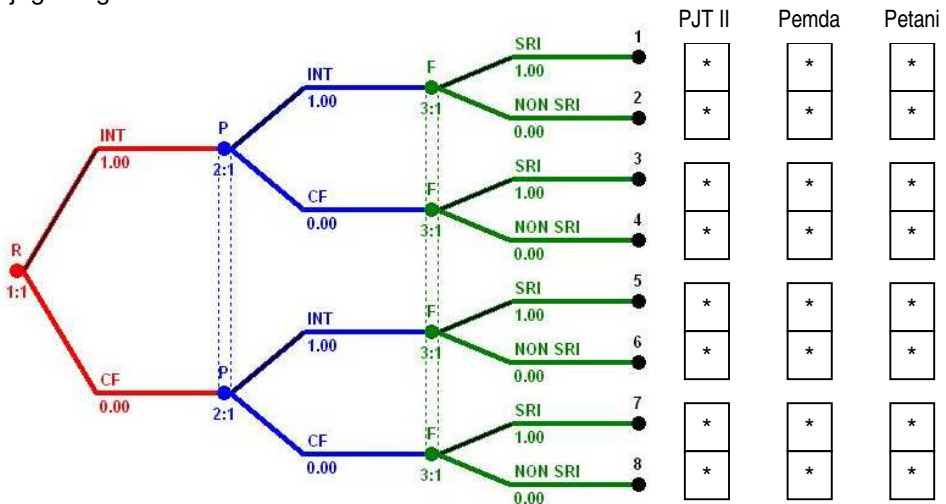 PJT II Pemda Petani
SRI 1
1.00 * * *
INT F
1.00 3:1 NON SRI 2
0.00 * * *
INT P
1.00 2:1
SRI 3
1.00 * * *
CF F
0.00 3:1 NON SRI 4
0.00 * * *
R
1:1
SRI 5
1.00 * * *
INT F
1.00 3:1 NON SRI 6
0.00 * * *
CF P
0.00 2:1
SRI 7
1.00 * * *
CF F
0.00 3:1 NON SRI 8
0.00 * * *